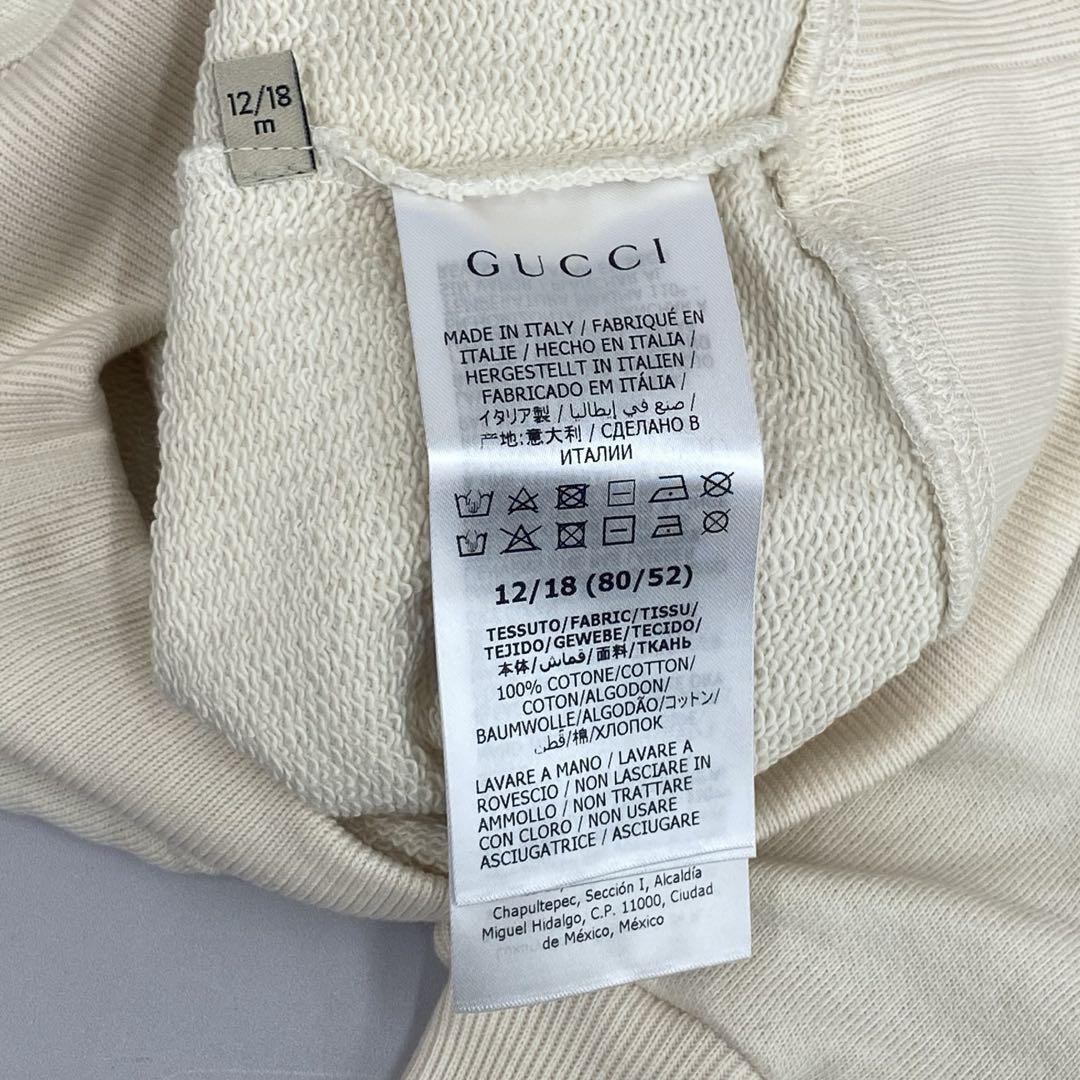 12/18
m
GUCCI
MADE IN ITALY / FABRIQUÉ EN
ITALIE / HECHO EN ITALIA /
HERGESTELLT IN ITALIEN /
FABRICADO EM ITÁLIA /
イタリア製 / صنع في إيطاليا /
产地:意大利 / СДЕЛАНО В
ИТАЛИИ
12/18 (80/52)
TESSUTO/FABRIC/TISSU/
TEJIDO/GEWEBE/TECIDO/
本体/قماش/面料/ТКАНЬ
100% COTONE/COTTON/
COTON/ALGODON/
BAUMWOLLE/ALGODÃO/コットン/
قطن/棉/ХЛОПОК
LAVARE A MANO / LAVARE A
ROVESCIO / NON LASCIARE IN
AMMOLLO / NON TRATTARE
CON CLORO / NON USARE
ASCIUGATRICE / ASCIUGARE
Chapultepec, Sección I, Alcaldía
Miguel Hidalgo, C.P. 11000, Ciudad
de México, México